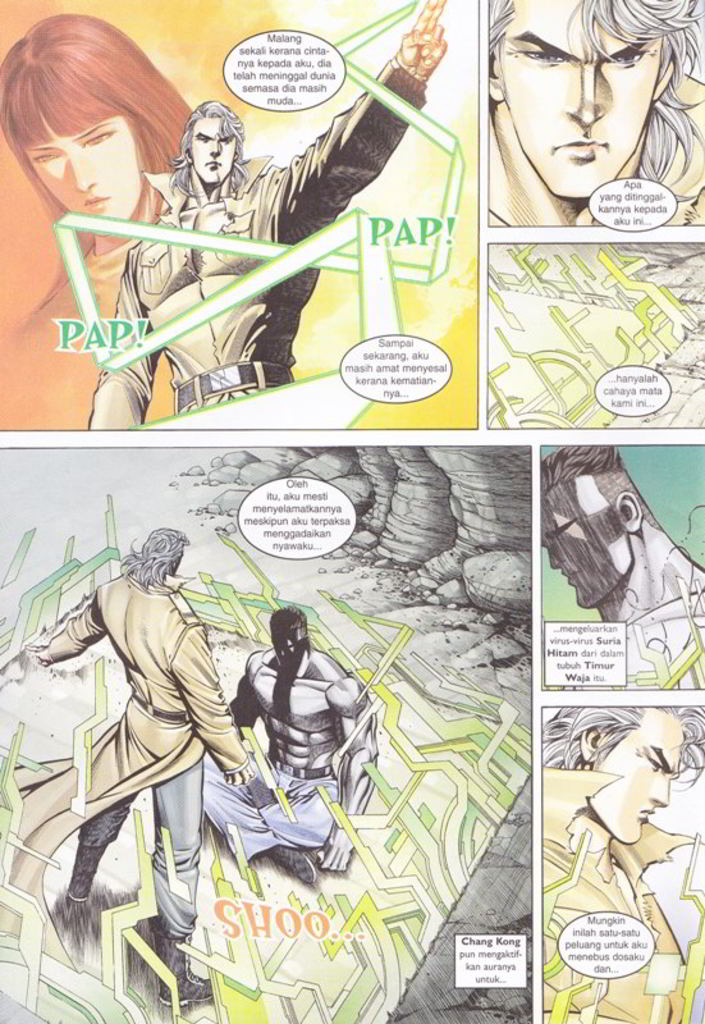 Malang
sekali kerana cinta-
nya kepada aku, dia
telah meninggal dunia
semasa dia masih
muda...
PAP!
PAP!
Sampai
sekarang, aku
masih amat menyesal
kerana kematian-
nya...
Apa
yang ditinggal-
kannya kepada
aku ini...
...hanyalah
cahaya mata
kami ini...
Oleh
itu, aku mesti
menyelamatkannya
meskipun aku terpaksa
menggadaikan
nyawaku...
SHOO...
Chang Kong
pun mengaktif-
kan auranya
untuk...
...mengeluarkan
virus-virus Suria
Hitam dari dalam
tubuh Timur
Waja itu.
Mungkin
inilah satu-satu
peluang untuk aku
menebus dosaku
dan...